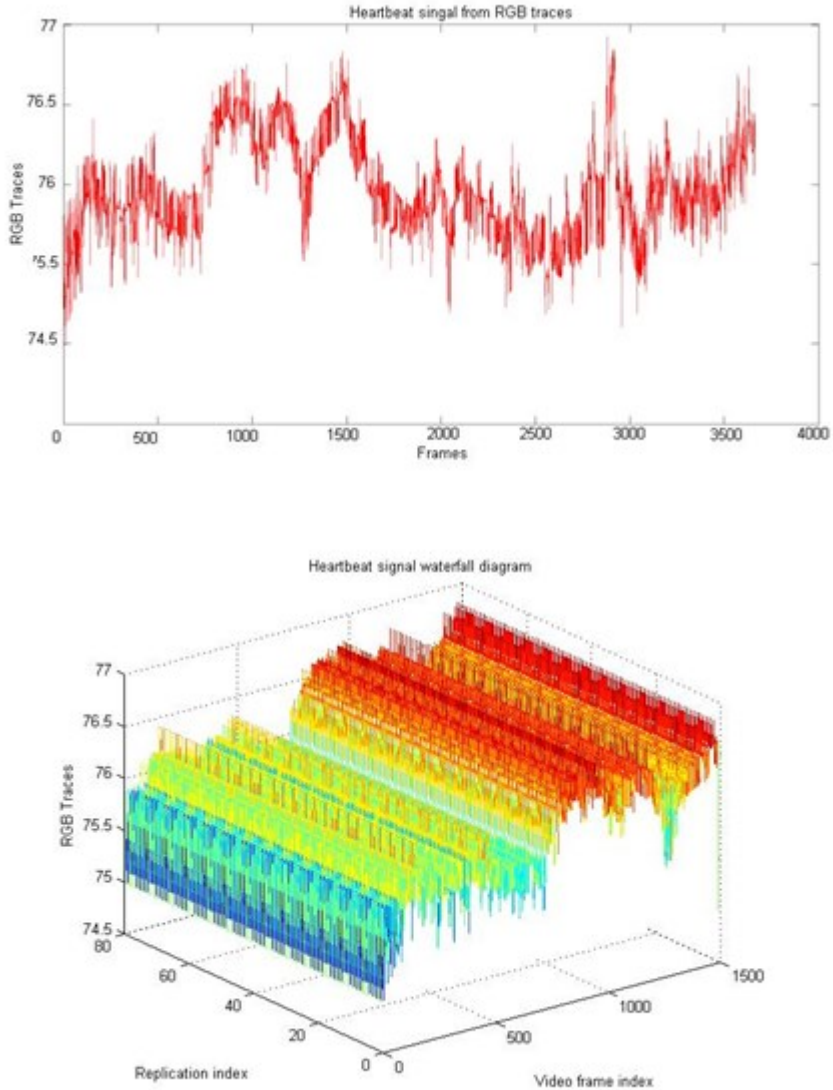 Heartbeat singal from RGB traces
77
76.5
76
75.5
74.5
RGB Traces
0 500 1000 1500 2000 2500 3000 3500 4000
Frames
Heartbeat signal waterfall diagram
77
76.5
76
75.5
75
74.5
RGB Traces
80 60 40 20 0
Replication index
0 500 1000 1500
Video frame index